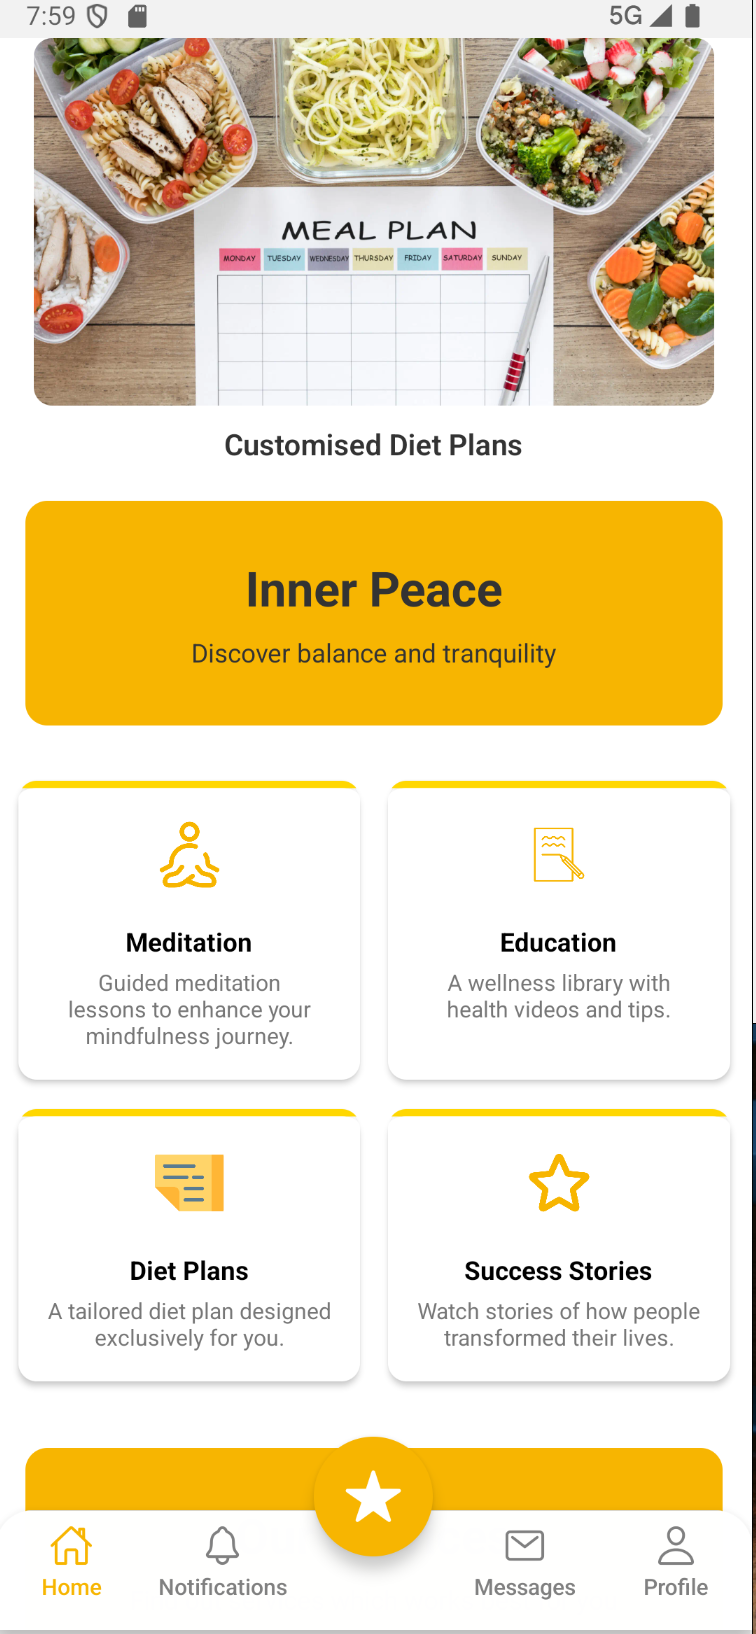 7:59
5G
MEAL PLAN
MONDAY TUESDAY WEDNESDAY THURSDAY FRIDAY SATURDAY SUNDAY
Customised Diet Plans
Inner Peace
Discover balance and tranquility
Meditation
Guided meditation
lessons to enhance your
mindfulness journey.
Education
A wellness library with
health videos and tips.
Diet Plans
A tailored diet plan designed
exclusively for you.
Success Stories
Watch stories of how people
transformed their lives.
Home
Notifications
Messages
Profile